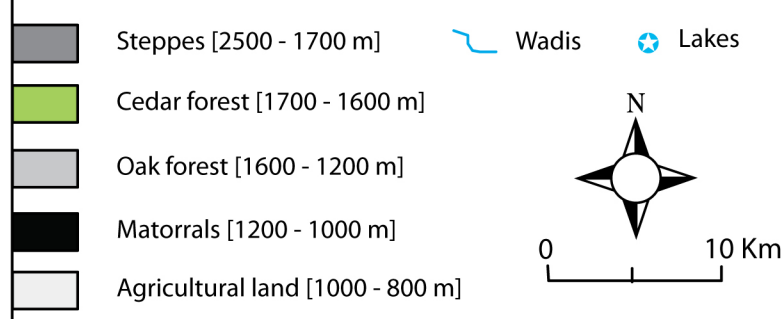 Steppes [2500 - 1700 m]
Wadis
Lakes
Cedar forest [1700 - 1600 m]
N
Oak forest [1600 - 1200 m]
Matorrals [1200 - 1000 m]
0 10 Km
Agricultural land [1000 - 800 m]